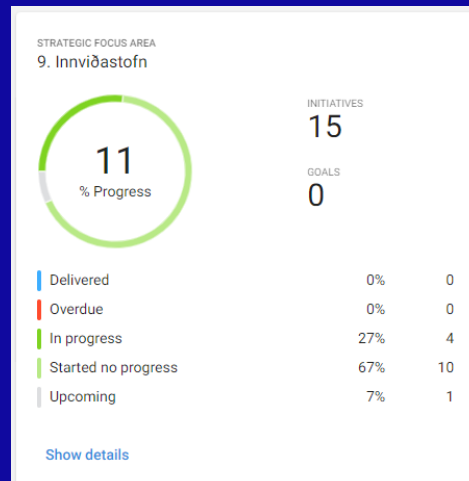 STRATEGIC FOCUS AREA
9. Innviðastofn
11
% Progress
INITIATIVES
15
GOALS
0
Delivered 0% 0
Overdue 0% 0
In progress 27% 4
Started no progress 67% 10
Upcoming 7% 1
Show details